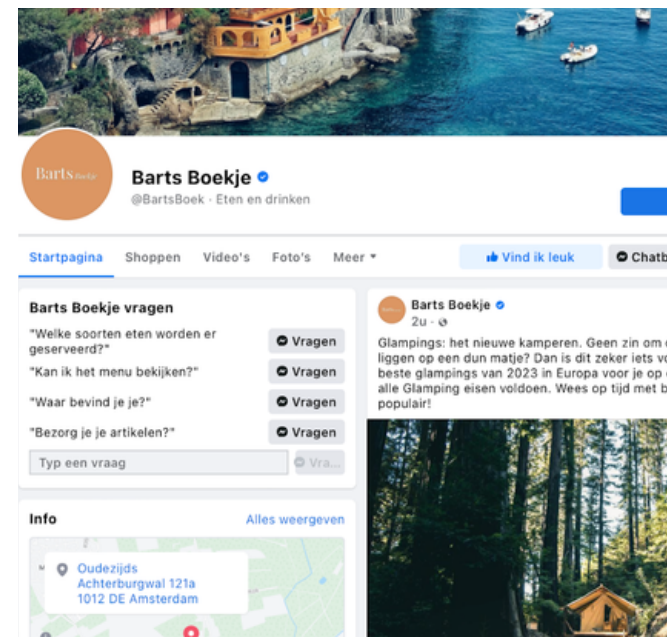 Barts Boekje
Barts Boekje
@BartsBoek · Eten en drinken
Startpagina Shoppen Video's Foto's Meer
Vind ik leuk
Chatb
Barts Boekje vragen
"Welke soorten eten worden er
geserveerd?"
Vragen
"Kan ik het menu bekijken?"
Vragen
"Waar bevind je je?"
Vragen
"Bezorg je je artikelen?"
Vragen
Typ een vraag
Vra...
Info
Alles weergeven
Oudezijds
Achterburgwal 121a
1012 DE Amsterdam
Barts Boekje
2u ·
Glampings: het nieuwe kamperen. Geen zin om
liggen op een dun matje? Dan is dit zeker iets vo
beste glampings van 2023 in Europa voor je op
alle Glamping eisen voldoen. Wees op tijd met b
populair!